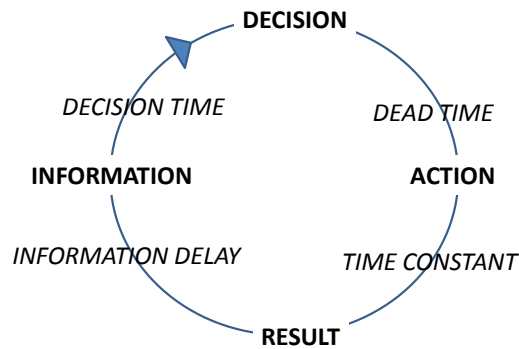 DECISION
DECISION TIME
DEAD TIME
INFORMATION
ACTION
INFORMATION DELAY
TIME CONSTANT
RESULT